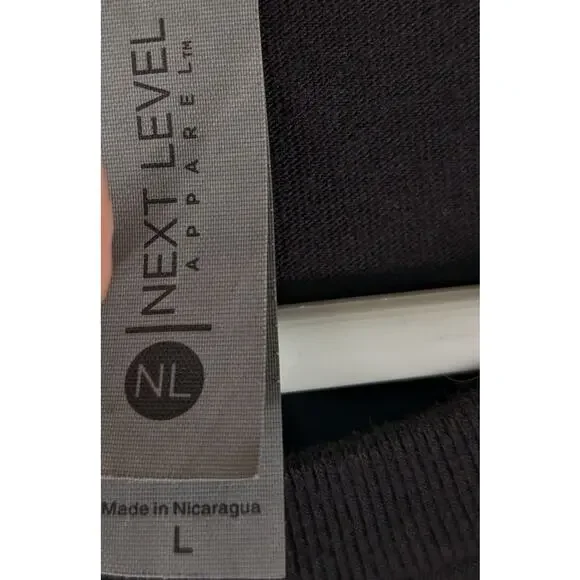 NL | NEXT LEVEL
APPAREL™
Made in Nicaragua
L